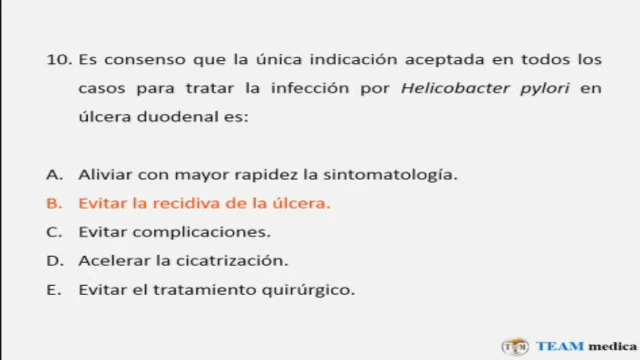 10. Es consenso que la única indicación aceptada en todos los
casos para tratar la infección por Helicobacter pylori en
úlcera duodenal es:
A. Aliviar con mayor rapidez la sintomatología.
B. Evitar la recidiva de la úlcera.
C. Evitar complicaciones.
D. Acelerar la cicatrización.
E. Evitar el tratamiento quirúrgico.
TEAM medica